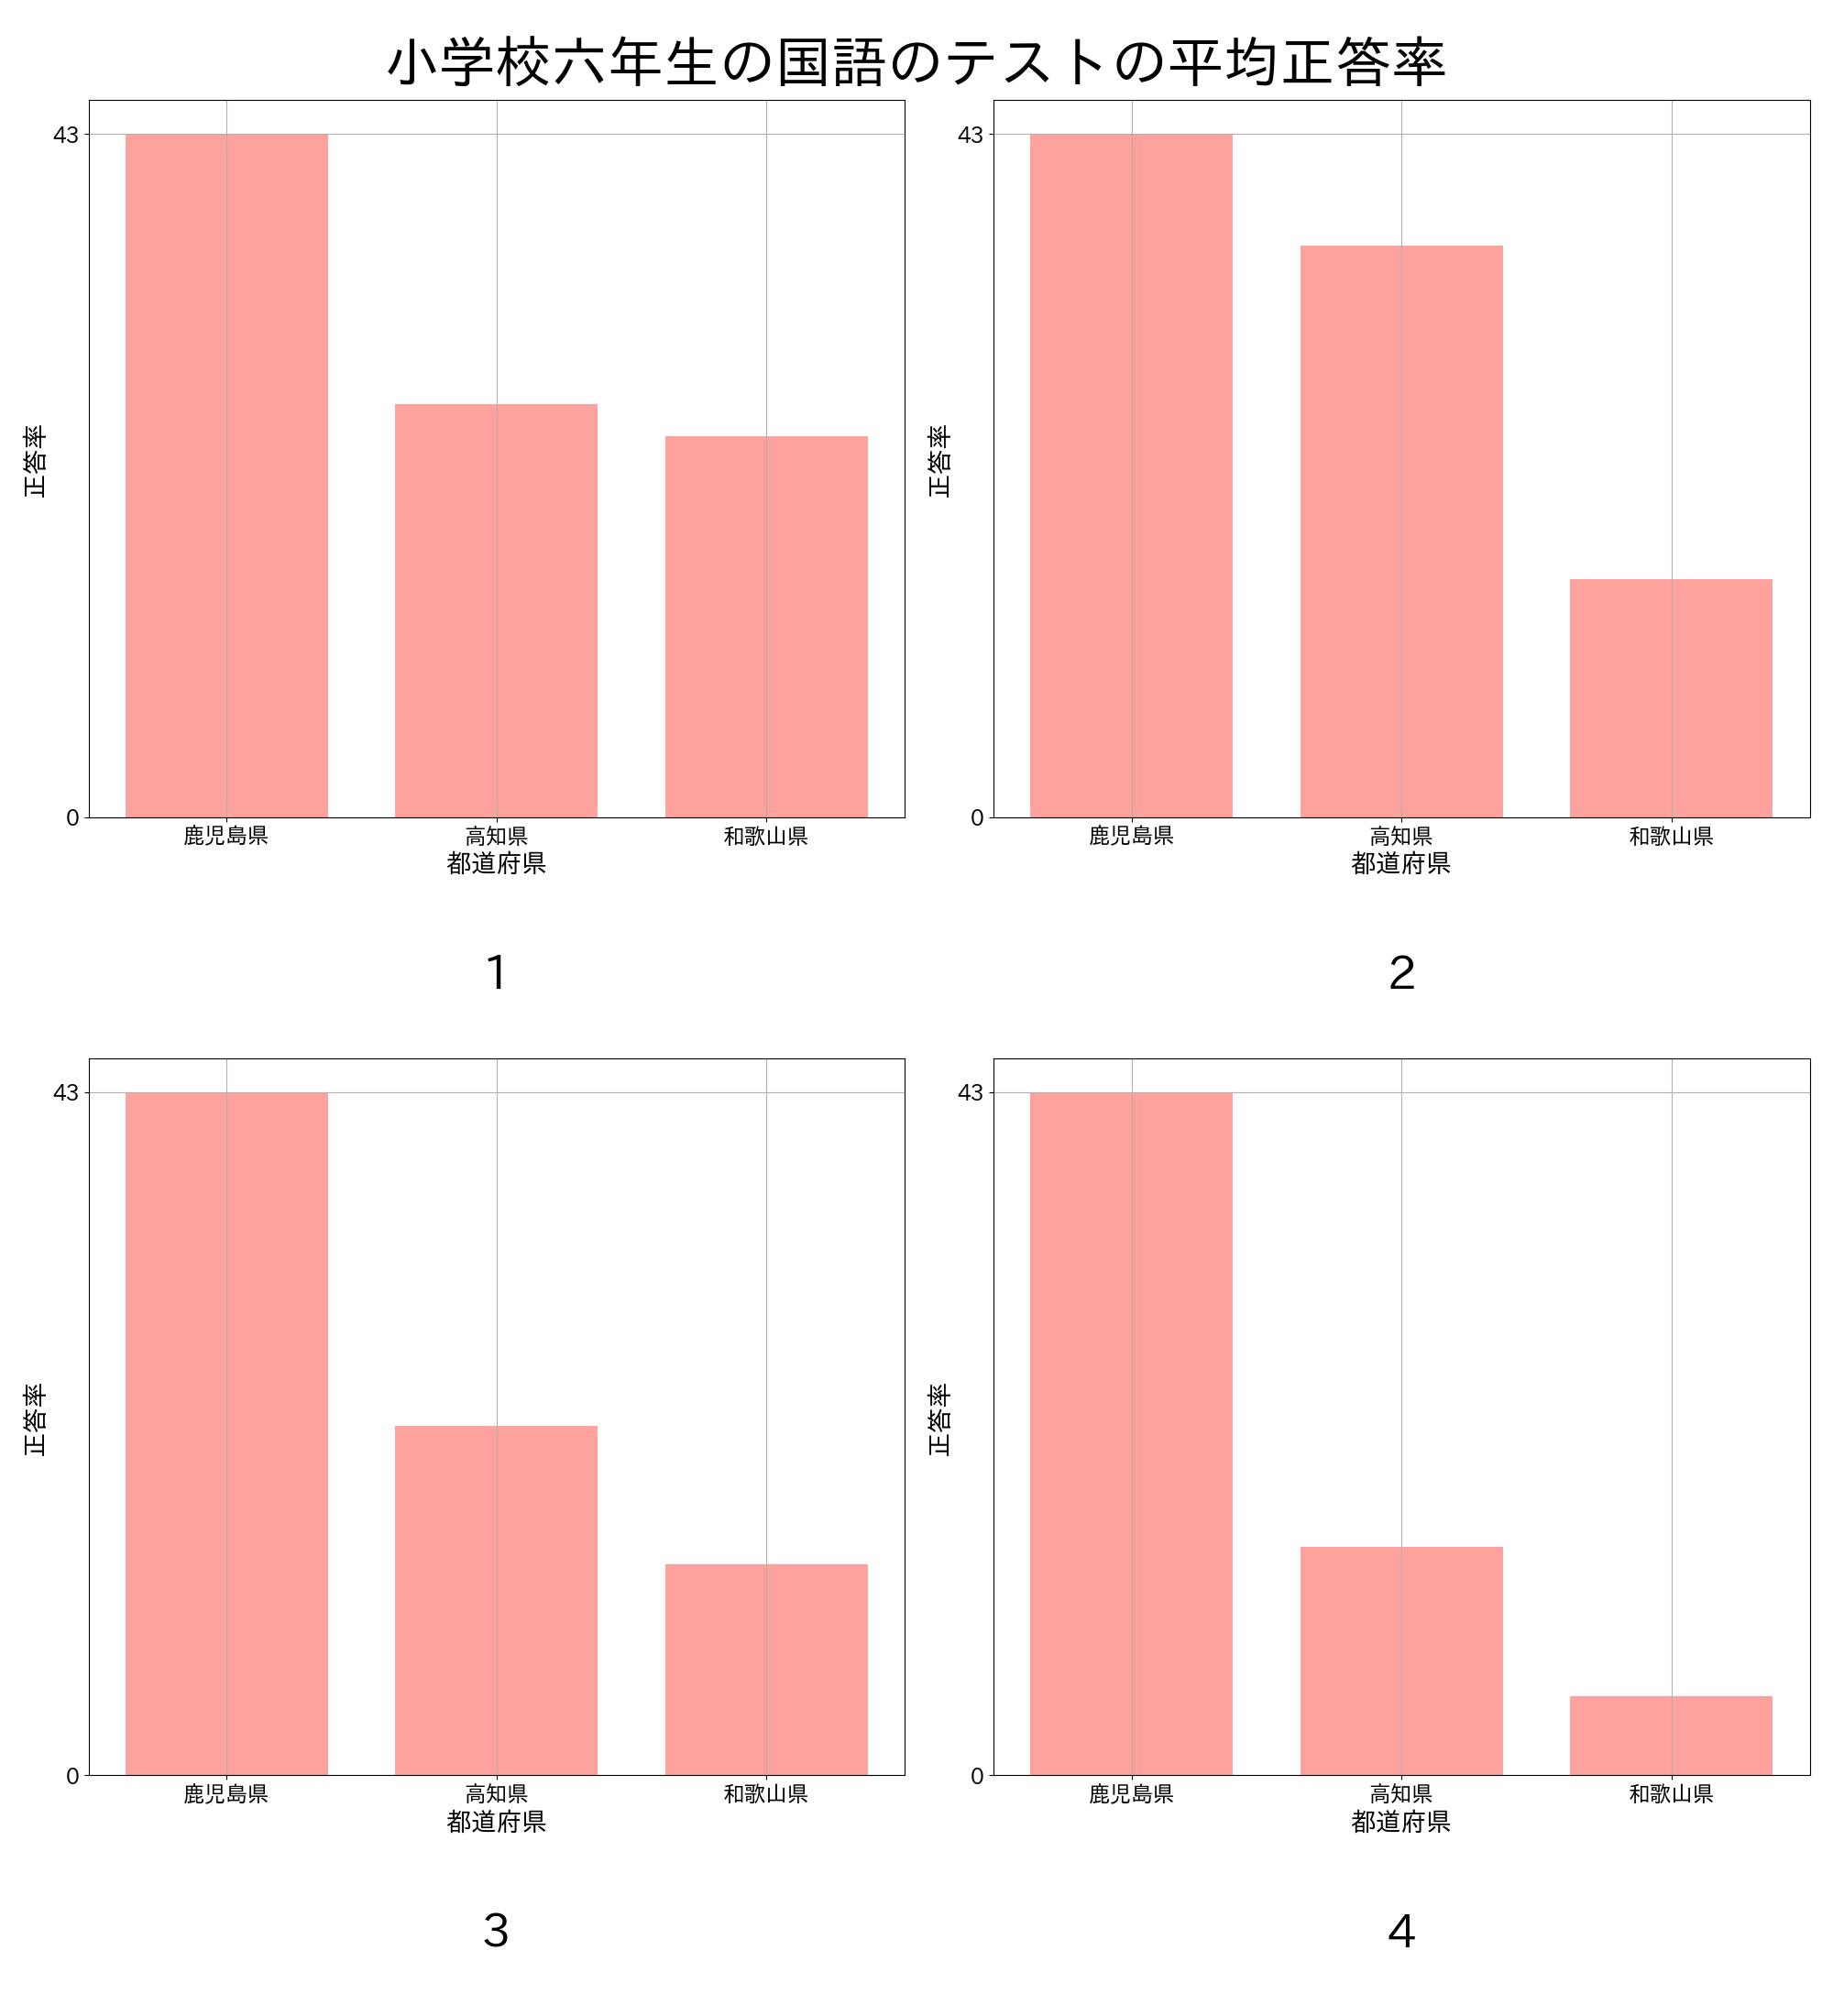 小学校六年生の国語のテストの平均正答率
43
0
正答率
鹿児島県 高知県 和歌山県
都道府県
1
43
0
正答率
鹿児島県 高知県 和歌山県
都道府県
2
43
0
正答率
鹿児島県 高知県 和歌山県
都道府県
3
43
0
正答率
鹿児島県 高知県 和歌山県
都道府県
4